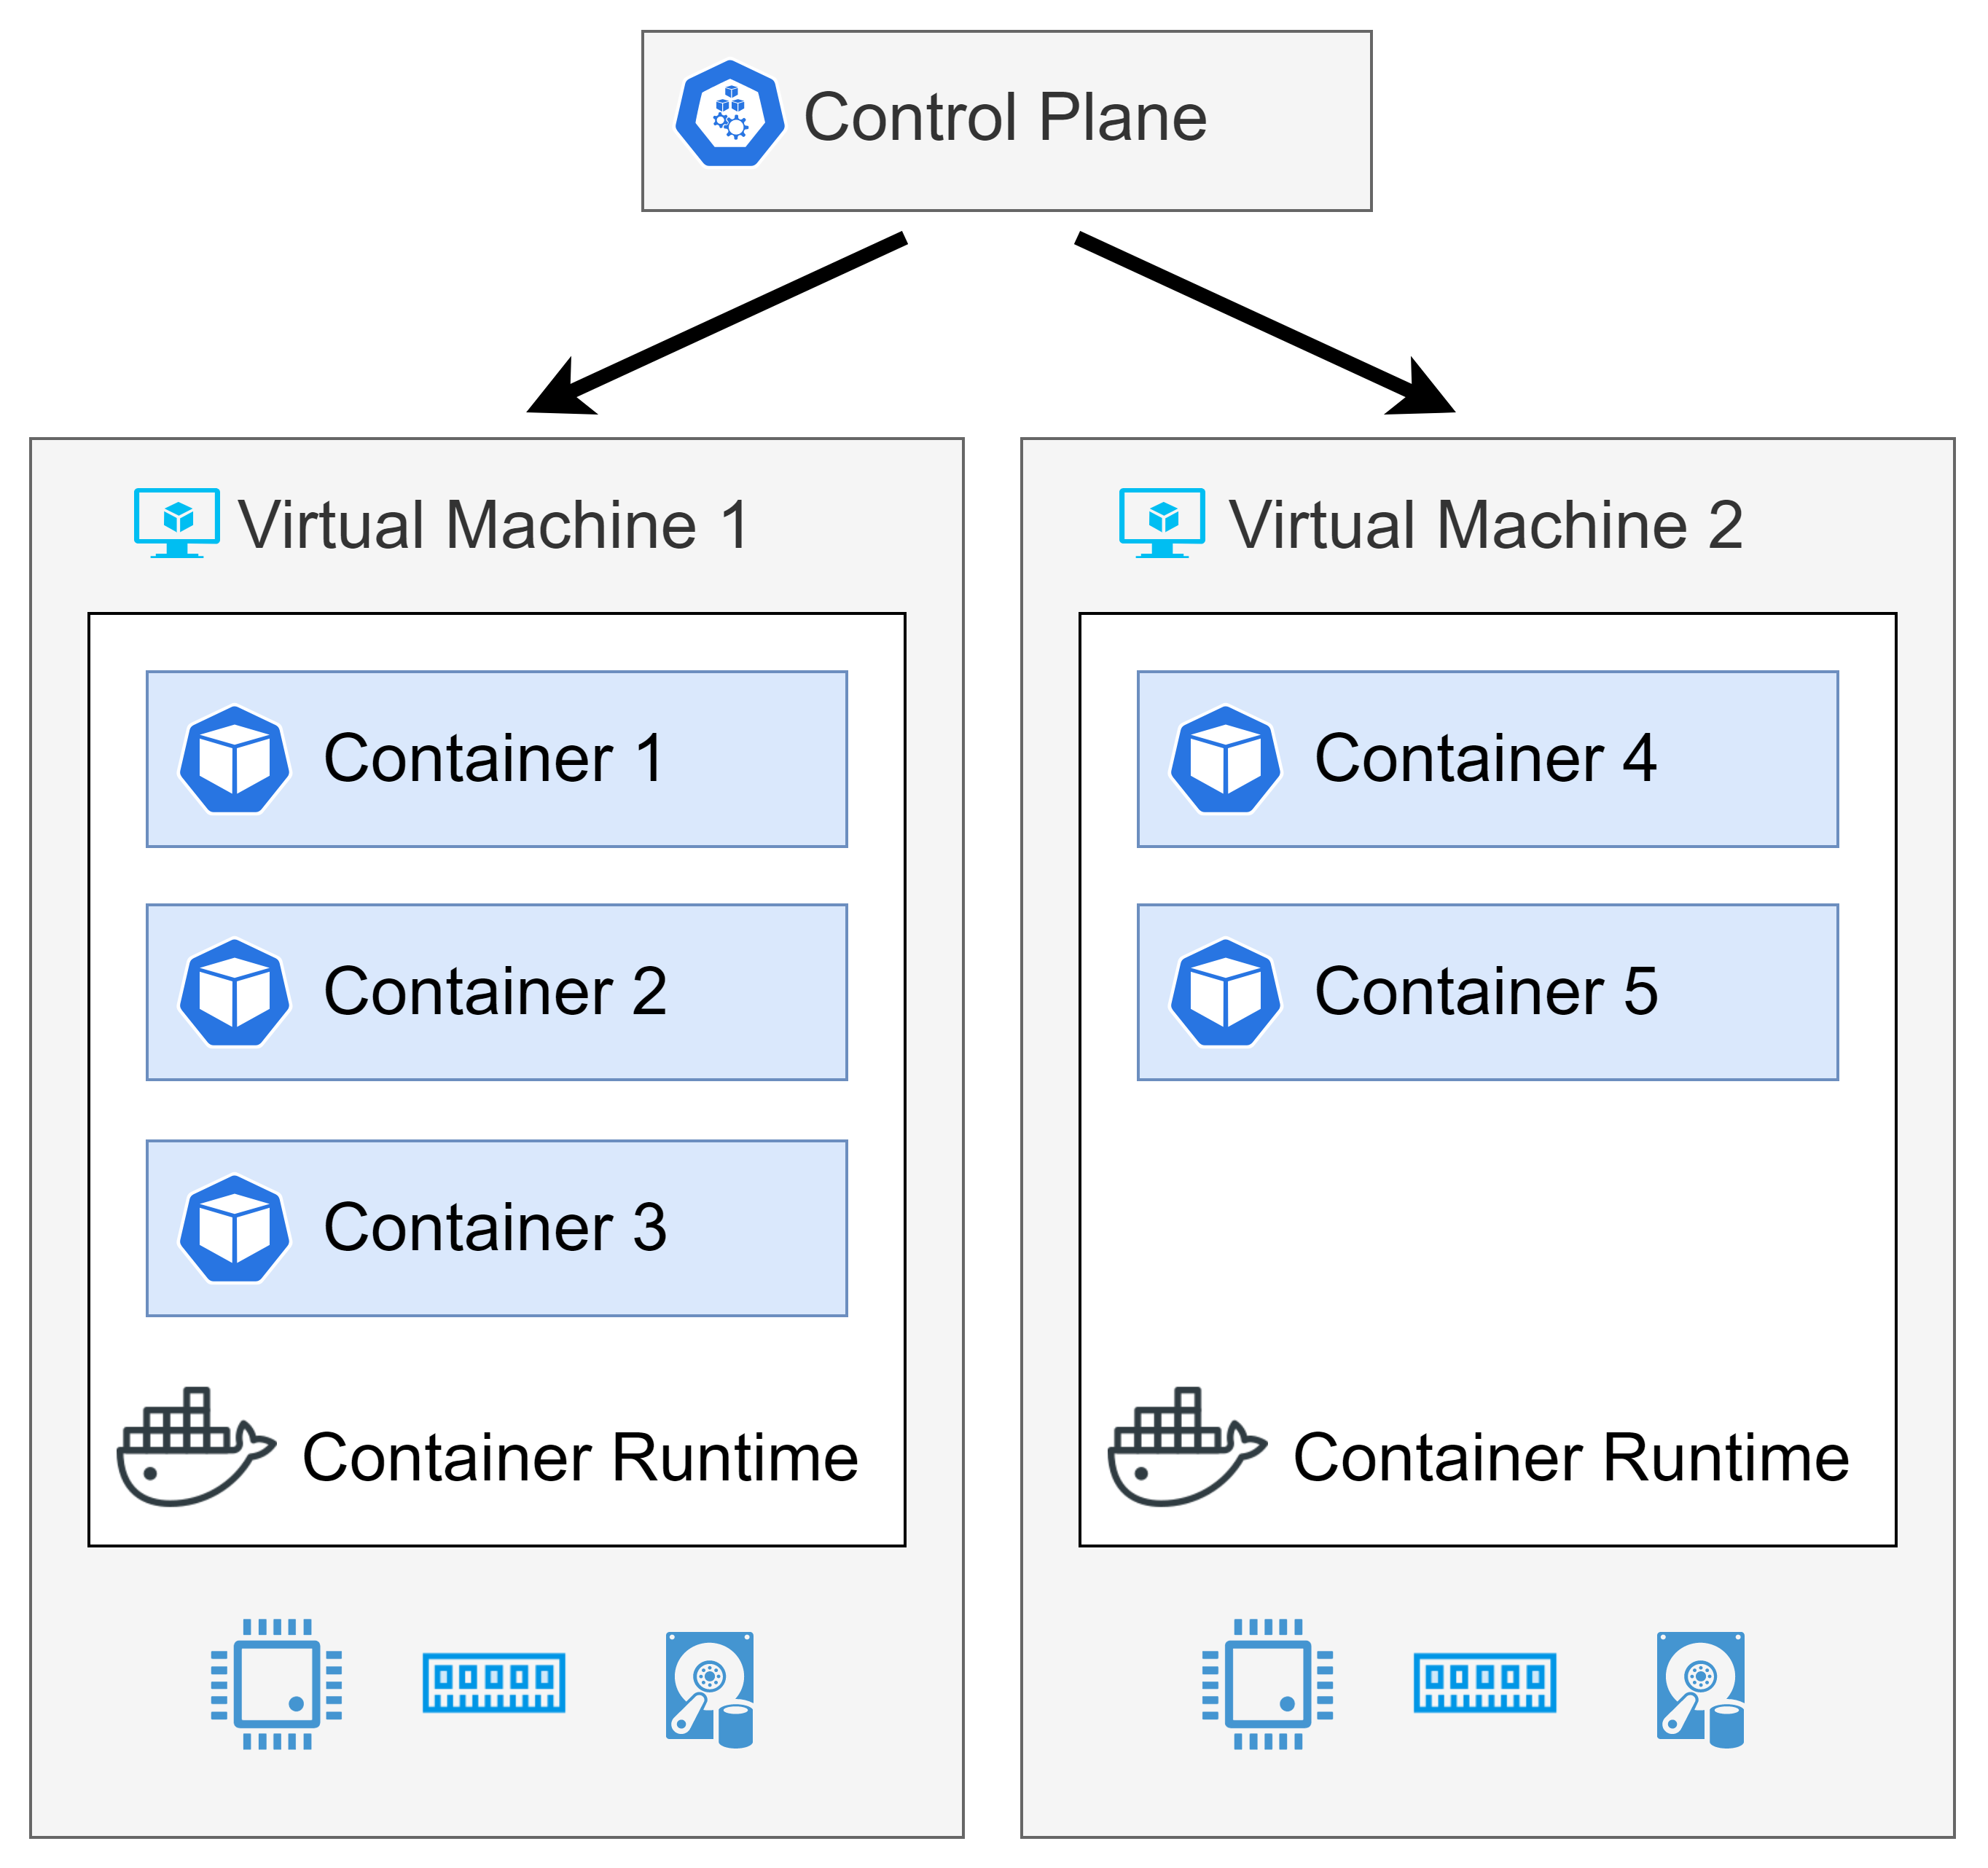 Control Plane
Virtual Machine 1
Container 1
Container 2
Container 3
Container Runtime
Virtual Machine 2
Container 4
Container 5
Container Runtime